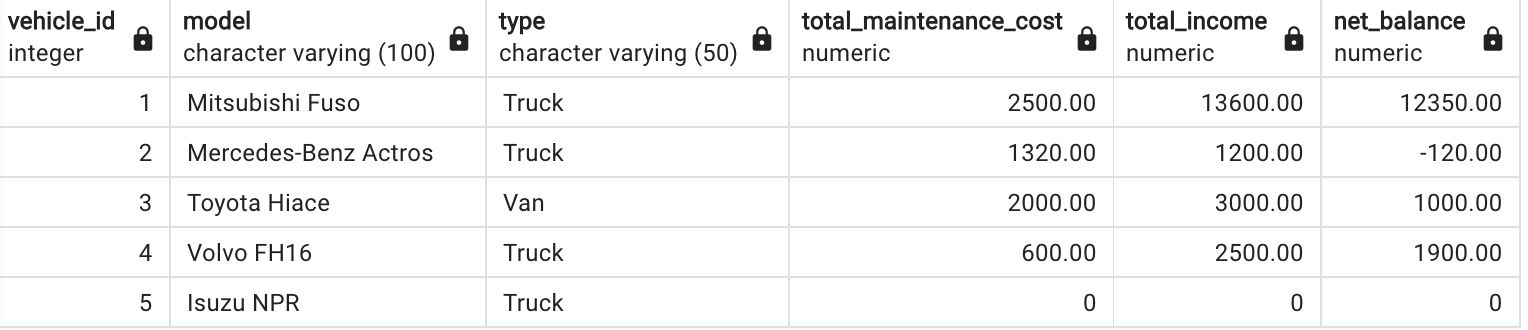 vehicle_id model type total_maintenance_cost total_income net_balance
integer character varying (100) character varying (50) numeric numeric numeric
1 Mitsubishi Fuso Truck 2500.00 13600.00 12350.00
2 Mercedes-Benz Actros Truck 1320.00 1200.00 -120.00
3 Toyota Hiace Van 2000.00 3000.00 1000.00
4 Volvo FH16 Truck 600.00 2500.00 1900.00
5 Isuzu NPR Truck 0 0 0